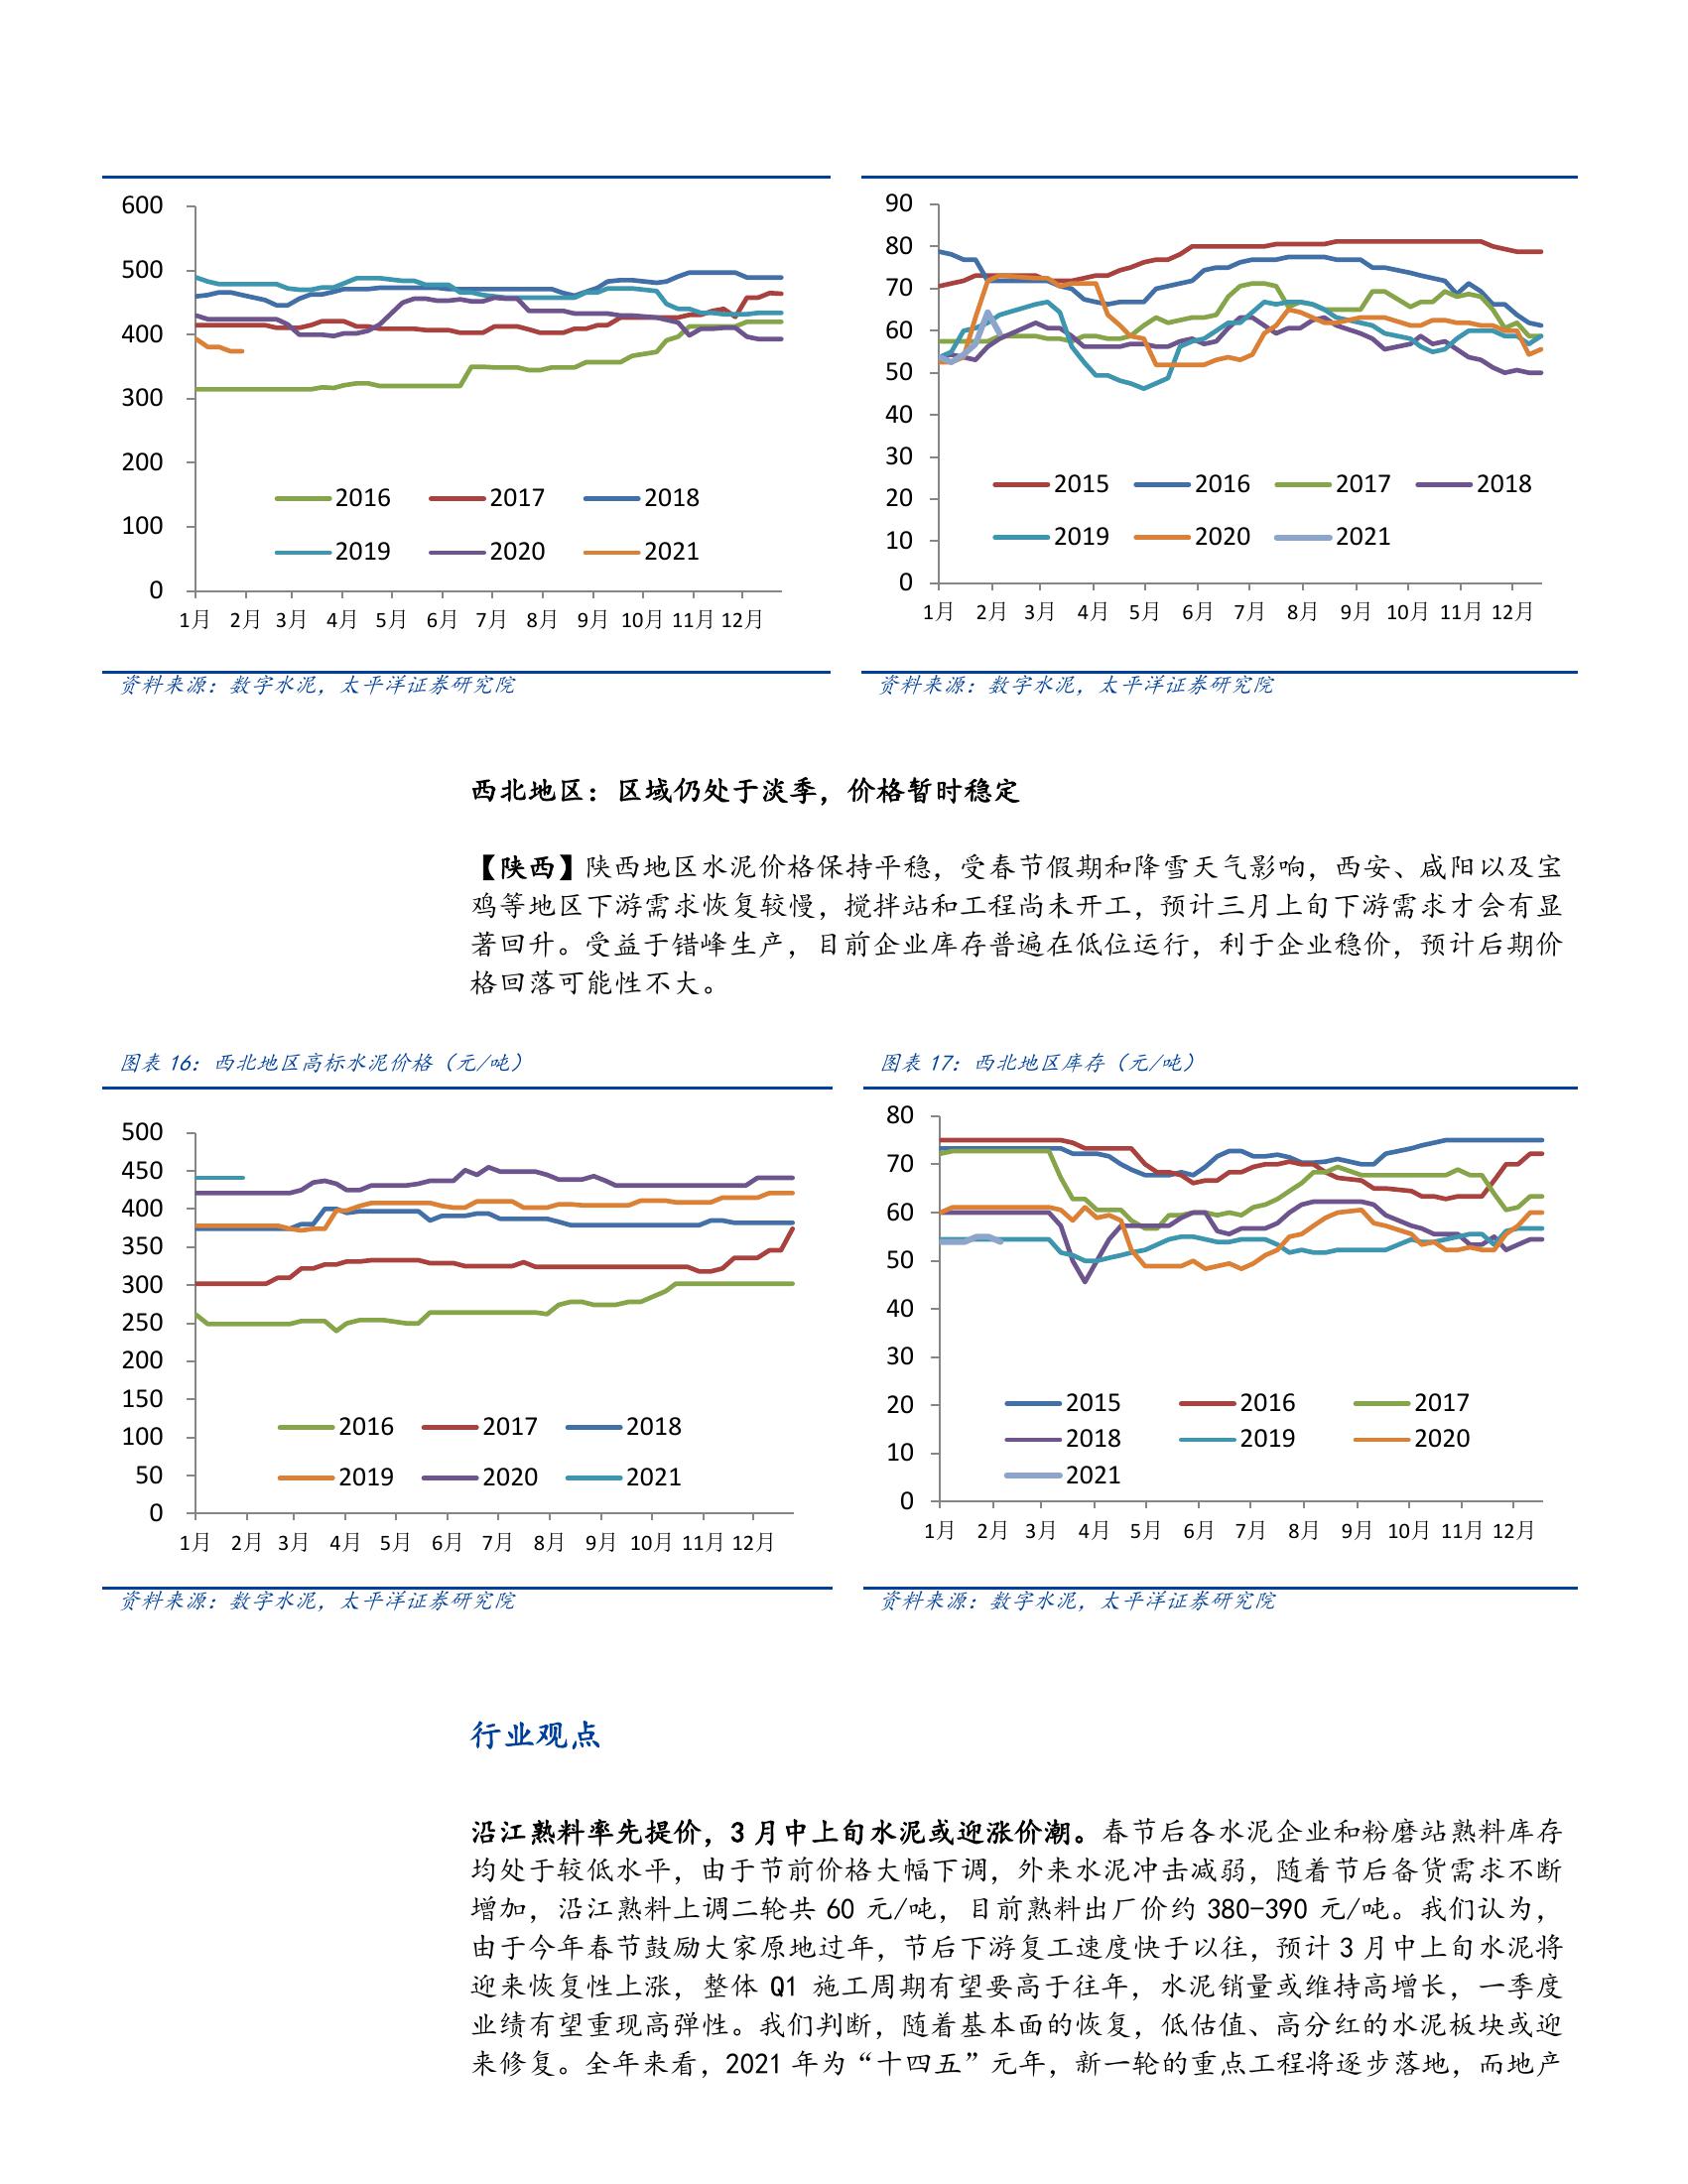 600
500
400
300
200
100
0
2016 2017 2018
2019 2020 2021
1月 2月 3月 4月 5月 6月 7月 8月 9月 10月 11月 12月
90
80
70
60
50
40
30
20
10
0
2015 2016 2017 2018
2019 2020 2021
1月 2月 3月 4月 5月 6月 7月 8月 9月 10月 11月 12月
资料来源：数字水泥，太平洋证券研究院
资料来源：数字水泥，太平洋证券研究院
西北地区：区域仍处于淡季，价格暂时稳定
【陕西】陕西地区水泥价格保持平稳，受春节假期和降雪天气影响，西安、咸阳以及宝
鸡等地区下游需求恢复较慢，搅拌站和工程尚未开工，预计三月上旬下游需求才会有显
著回升。受益于错峰生产，目前企业库存普遍在低位运行，利于企业稳价，预计后期价
格回落可能性不大。
图表 16：西北地区高标水泥价格（元/吨）
500
450
400
350
300
250
200
150
100
50
0
2016 2017 2018
2019 2020 2021
1月 2月 3月 4月 5月 6月 7月 8月 9月 10月 11月 12月
图表 17：西北地区库存（元/吨）
80
70
60
50
40
30
20
10
0
2015 2016 2017
2018 2019 2020
2021
1月 2月 3月 4月 5月 6月 7月 8月 9月 10月 11月 12月
资料来源：数字水泥，太平洋证券研究院
资料来源：数字水泥，太平洋证券研究院
行业观点
沿江熟料率先提价，3 月中上旬水泥或迎涨价潮。春节后各水泥企业和粉磨站熟料库存
均处于较低水平，由于节前价格大幅下调，外来水泥冲击减弱，随着节后备货需求不断
增加，沿江熟料上调二轮共 60 元/吨，目前熟料出厂价约 380-390 元/吨。我们认为，
由于今年春节鼓励大家原地过年，节后下游复工速度快于以往，预计 3 月中上旬水泥将
迎来恢复性上涨，整体 Q1 施工周期有望要高于往年，水泥销量或维持高增长，一季度
业绩有望重现高弹性。我们判断，随着基本面的恢复，低估值、高分红的水泥板块或迎
来修复。全年来看，2021 年为“十四五”元年，新一轮的重点工程将逐步落地，而地产